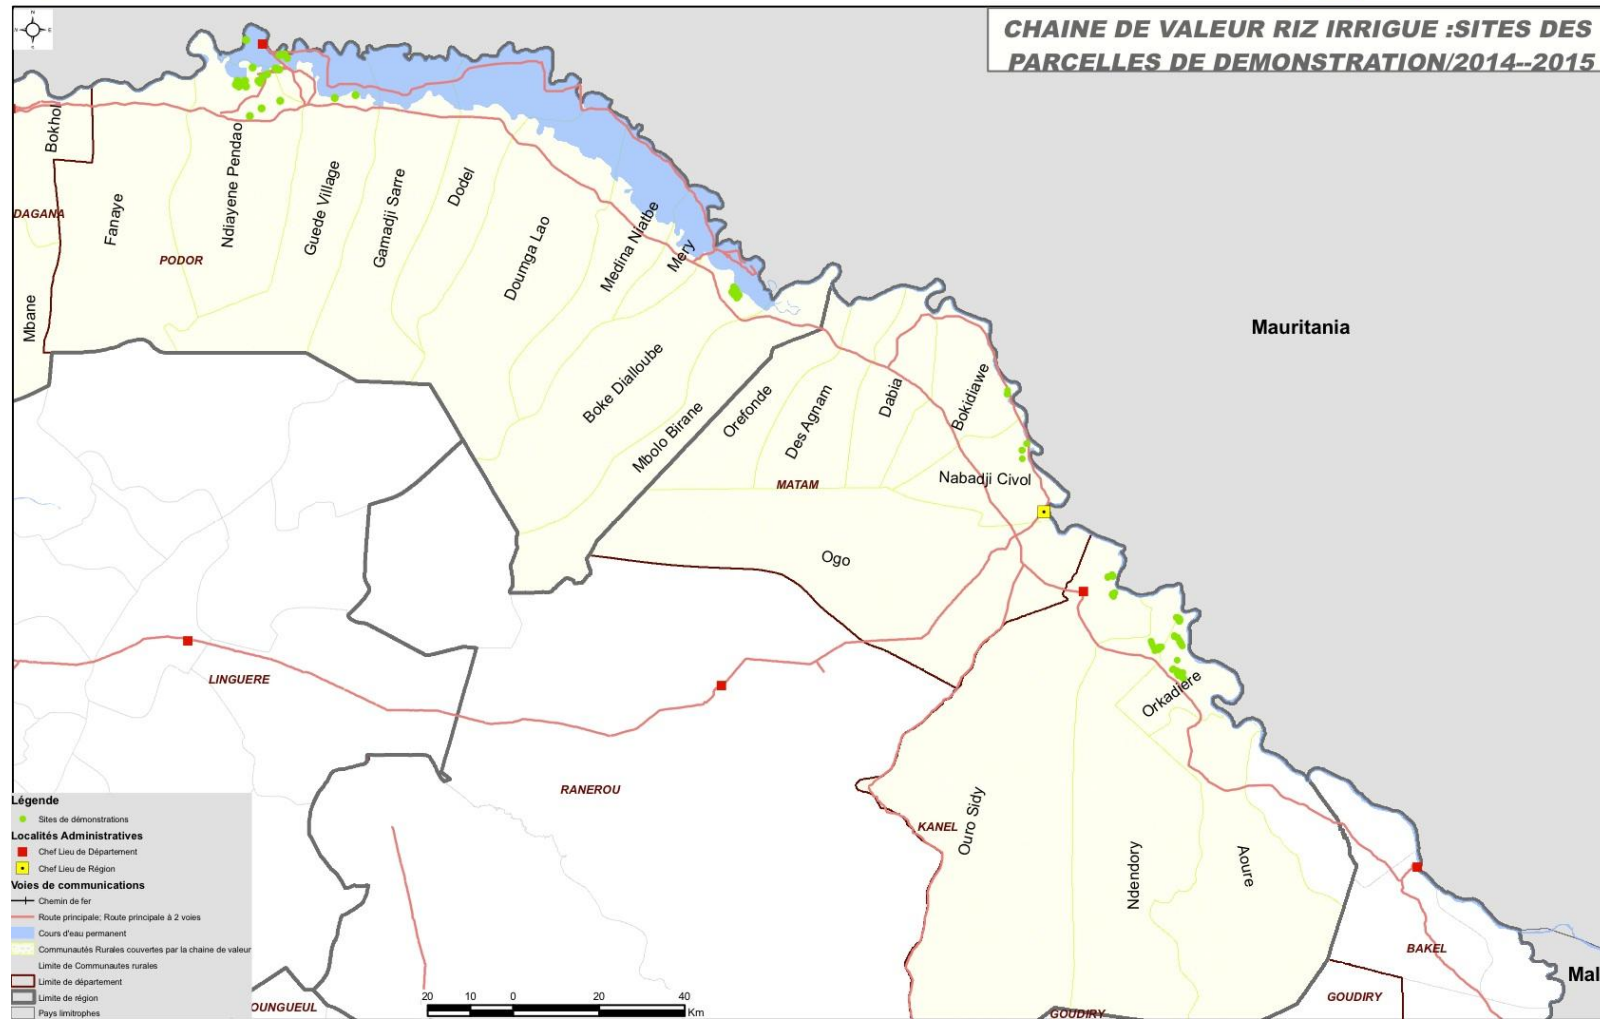 CHAINE DE VALEUR RIZ IRRIGUE :SITES DES
PARCELLES DE DEMONSTRATION/2014--2015
N
Bokhol
DAGANA
Mbane
Fanaye
PODOR
Ndiayene Pendao
Guede Village
Gamadji Sarre
Dodel
Doumga Lao
Medina Niatbe
Mery
Boke Dialloube
Mbolo Birane
Orefonde
Des Agnam
Dabia
Bokidiawe
Nabadji Civol
MATAM
Ogo
Mauritania
LINGUERE
RANEROU
KANEL
Ouro Sidy
Orkadiere
Ndendory
Aoure
BAKEL
GOUDIRY
GOUDIRY
Mal
OUNGUEUL
Légende
Sites de démonstrations
Localités Administratives
Chef Lieu de Département
Chef Lieu de Région
Voies de communications
Chemin de fer
Route principale; Route principale à 2 voies
Cours d'eau permanent
Communautés Rurales couvertes par la chaine de valeur
Limite de Communautes rurales
Limite de département
Limite de région
Pays limitrophes
20 10 0 20 40
Km